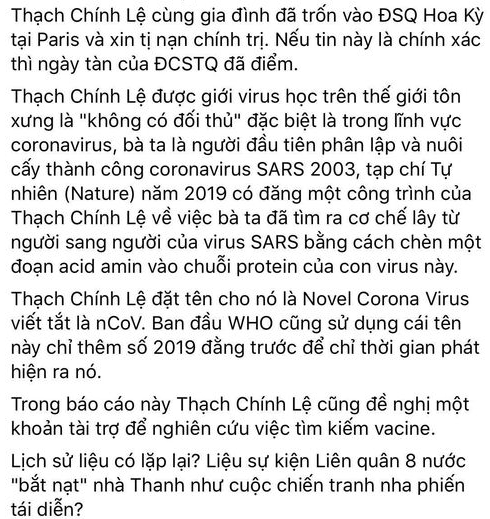 Thạch Chính Lệ cùng gia đình đã trốn vào ĐSQ Hoa Kỳ
tại Paris và xin tị nạn chính trị. Nếu tin này là chính xác
thì ngày tàn của ĐCSTQ đã điểm.
Thạch Chính Lệ được giới virus học trên thế giới tôn
xưng là "không có đối thủ" đặc biệt là trong lĩnh vực
coronavirus, bà ta là người đầu tiên phân lập và nuôi
cấy thành công coronavirus SARS 2003, tạp chí Tự
nhiên (Nature) năm 2019 có đăng một công trình của
Thạch Chính Lệ về việc bà ta đã tìm ra cơ chế lây từ
người sang người của virus SARS bằng cách chèn một
đoạn acid amin vào chuỗi protein của con virus này.
Thạch Chính Lệ đặt tên cho nó là Novel Corona Virus
viết tắt là nCoV. Ban đầu WHO cũng sử dụng cái tên
này chỉ thêm số 2019 đằng trước để chỉ thời gian phát
hiện ra nó.
Trong báo cáo này Thạch Chính Lệ cũng đề nghị một
khoản tài trợ để nghiên cứu việc tìm kiếm vacine.
Lịch sử liệu có lặp lại? Liệu sự kiện Liên quân 8 nước
"bắt nạt" nhà Thanh như cuộc chiến tranh nha phiến
tái diễn?